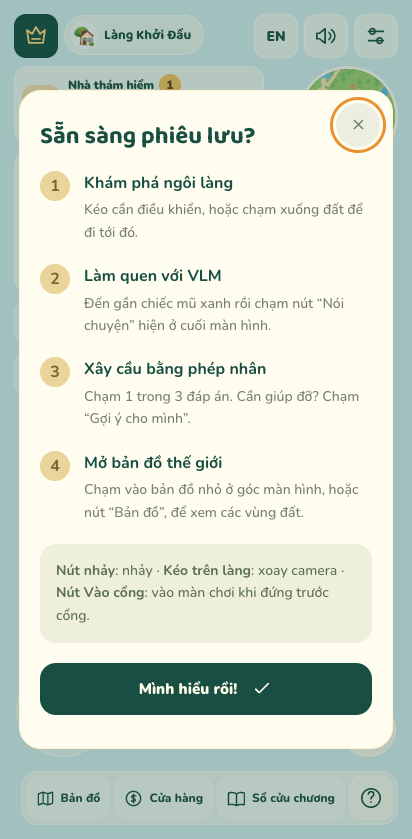 Làng Khởi Đầu
EN
Nhà thám hiểm 1
Sẵn sàng phiêu lưu?
1
Khám phá ngôi làng
Kéo cần điều khiển, hoặc chạm xuống đất để
đi tới đó.
2
Làm quen với VLM
Đến gần chiếc mũ xanh rồi chạm nút “Nói
chuyện” hiện ở cuối màn hình.
3
Xây cầu bằng phép nhân
Chạm 1 trong 3 đáp án. Cần giúp đỡ? Chạm
“Gợi ý cho mình”.
4
Mở bản đồ thế giới
Chạm vào bản đồ nhỏ ở góc màn hình, hoặc
nút “Bản đồ”, để xem các vùng đất.
Nút nhảy: nhảy · Kéo trên làng: xoay camera ·
Nút Vào cổng: vào màn chơi khi đứng trước
cổng.
Mình hiểu rồi!
Bản đồ
Cửa hàng
Sổ cửu chương